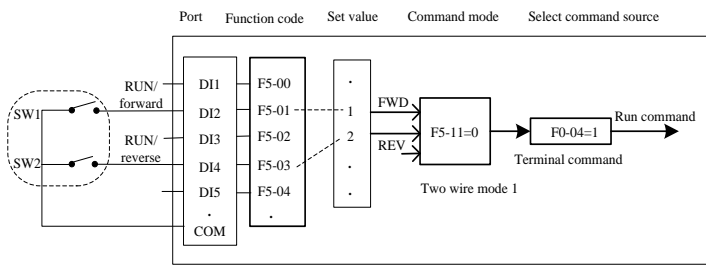 Port Function code Set value Command mode Select command source
RUN/
forward
DI1
F5-00
.
SW1
DI2
F5-01
1
FWD
RUN/
reverse
DI3
F5-02
2
F5-11=0
F0-04=1
Run command
REV
SW2
DI4
F5-03
.
Terminal command
DI5
F5-04
.
Two wire mode 1
.
.
COM